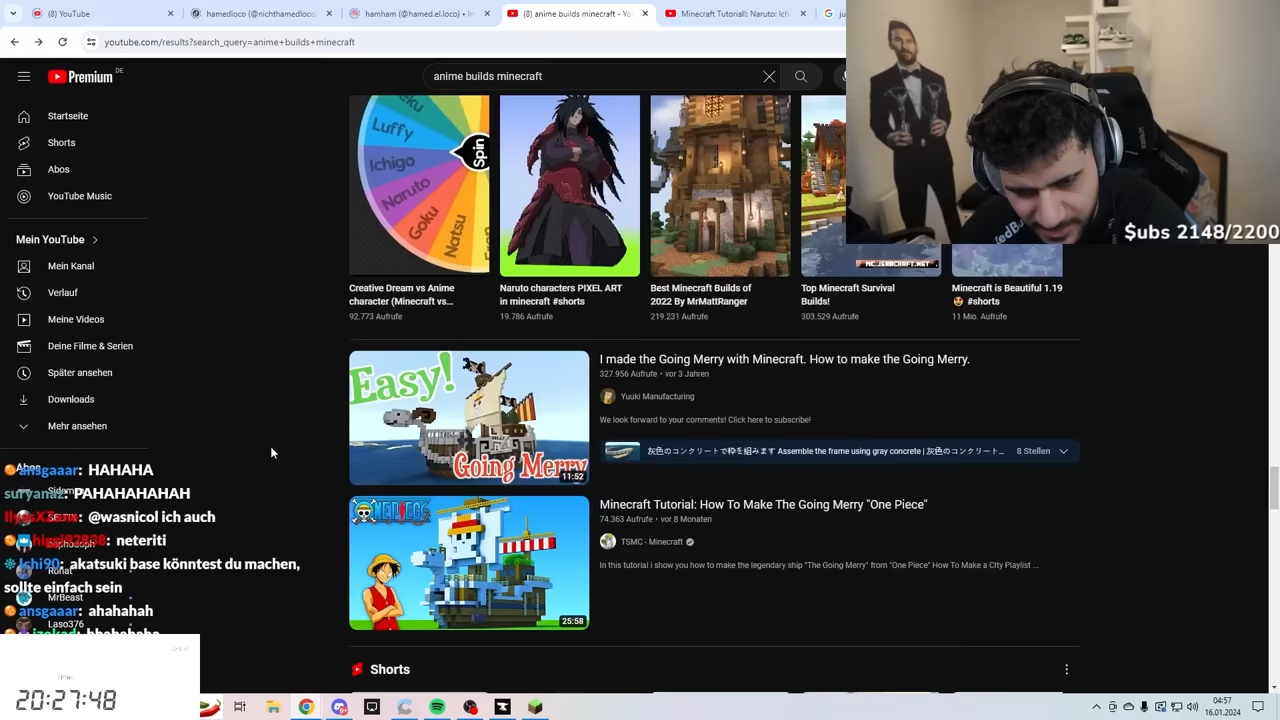 hamedloco (@nichthamedloco)
hamham (@hamed.el.loco) • In
anime builds minecraft - Yo
Minecraft Tutorial: Naruto: Ich
youtube.com/results?search_query=anime+builds+minecraft
Premium DE
anime builds minecraft
Startseite
Shorts
Abos
YouTube Music
Mein YouTube
Mein Kanal
Verlauf
Meine Videos
Deine Filme & Serien
Später ansehen
Downloads
Mehr ansehen
Abos
Luffy
Ichigo
Naruto
Goku
Natsu
Spin
MC.JERBCRAFT.NET
$ubs 2148/2200
Creative Dream vs Anime
character (Minecraft vs...
92.773 Aufrufe
Naruto characters PIXEL ART
in minecraft #shorts
19.786 Aufrufe
Best Minecraft Builds of
2022 By MrMattRanger
219.231 Aufrufe
Top Minecraft Survival
Builds!
303.529 Aufrufe
Minecraft is Beautiful 1.19
🤩 #shorts
11 Mio. Aufrufe
Easy!
Going Merry
11:52
I made the Going Merry with Minecraft. How to make the Going Merry.
327.956 Aufrufe • vor 3 Jahren
Yuuki Manufacturing
We look forward to your comments! Click here to subscribe!
灰色のコンクリートで枠を組みます Assemble the frame using gray concrete | 灰色のコンクリート...
8 Stellen
ONE PIECE
25:58
Minecraft Tutorial: How To Make The Going Merry "One Piece"
74.363 Aufrufe • vor 8 Monaten
TSMC - Minecraft
In this tutorial i show you how to make the legendary ship "The Going Merry" from "One Piece" How To Make a City Playlist ...
Shorts
ansgaaar: HAHAHA
PAHAHAHAHAH
@wasnicol ich auch
higgi92838: neteriti
Ichi90: akatsuki base könntest du machen,
sollte einfach sein
MrBeast
ansgaaar: ahahahah
Laso376
20:27:48
04:57
16.01.2024